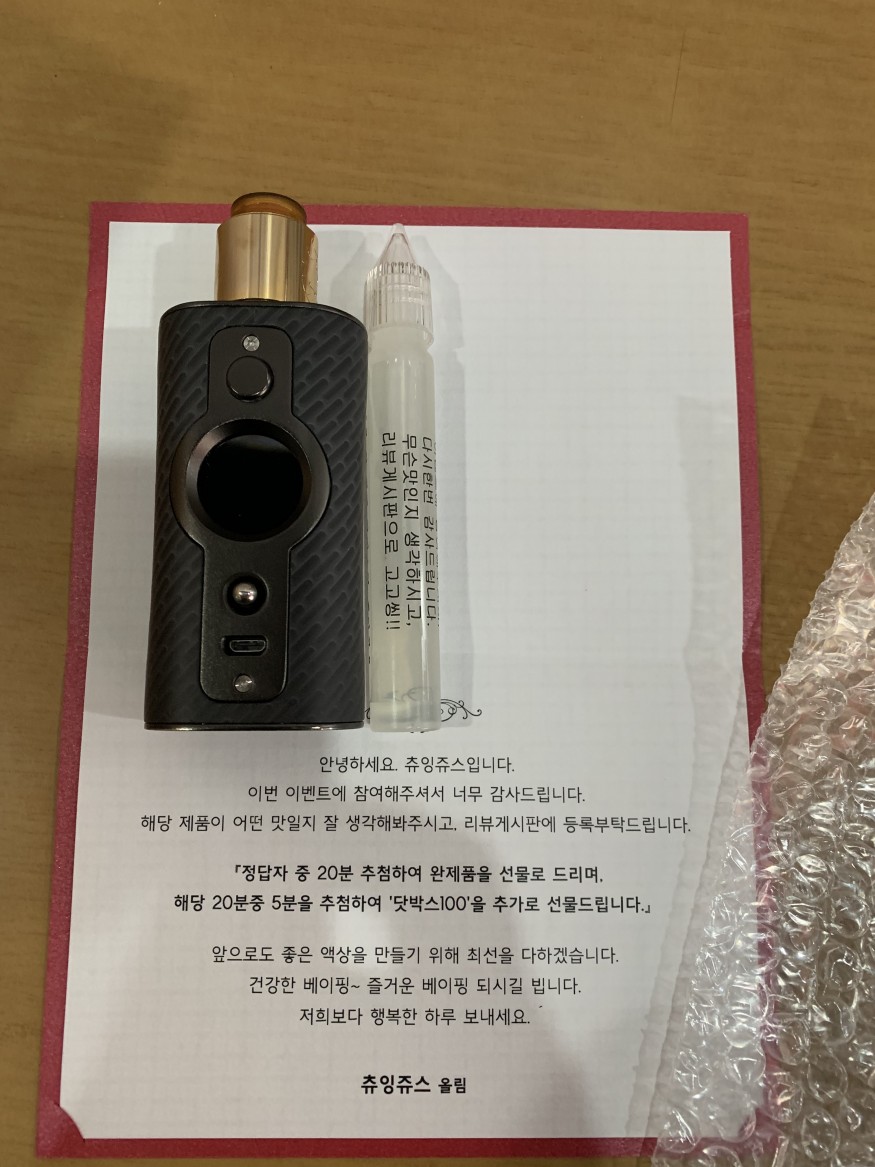 다시한번 감사드립니다.
무슨맛인지 생각하시고,
리뷰게시판으로 고고씽!!
안녕하세요. 츄잉쥬스입니다.
이번 이벤트에 참여해주셔서 너무 감사드립니다.
해당 제품이 어떤 맛일지 잘 생각해봐주시고, 리뷰게시판에 등록부탁드립니다.
『정답자 중 20분 추첨하여 완제품을 선물로 드리며,
해당 20분중 5분을 추첨하여 '닷박스100'을 추가로 선물드립니다.』
앞으로도 좋은 액상을 만들기 위해 최선을 다하겠습니다.
건강한 베이핑~ 즐거운 베이핑 되시길 빕니다.
저희보다 행복한 하루 보내세요.
츄잉쥬스 올림